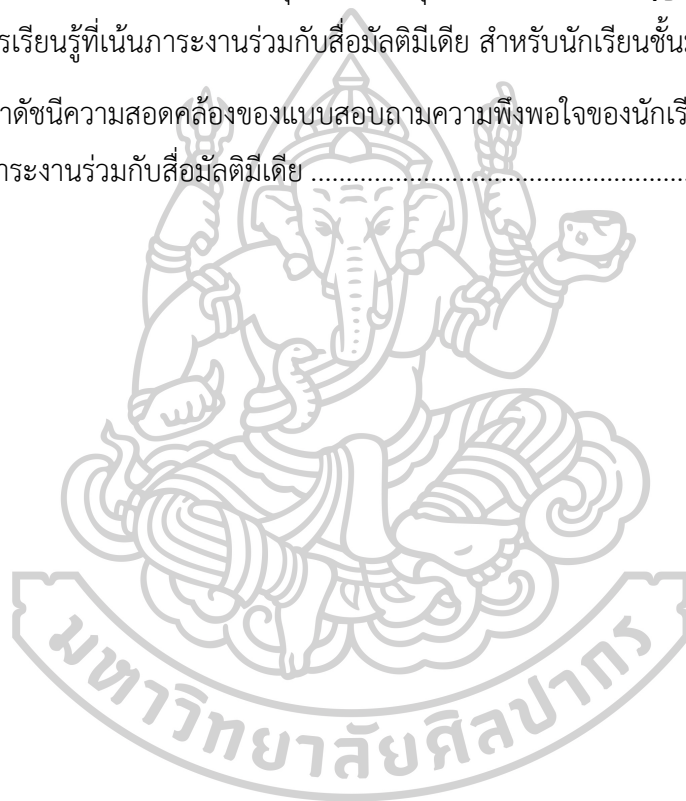 รเรียนรู้ที่เน้นภาระงานร่วมกับสื่อมัลติมีเดีย สำหรับนักเรียนชั้น
าดัชนีความสอดคล้องของแบบสอบถามความพึงพอใจของนักเรี
าระงานร่วมกับสื่อมัลติมีเดีย ................................................
มหาวิทยาลัยศิลปากร